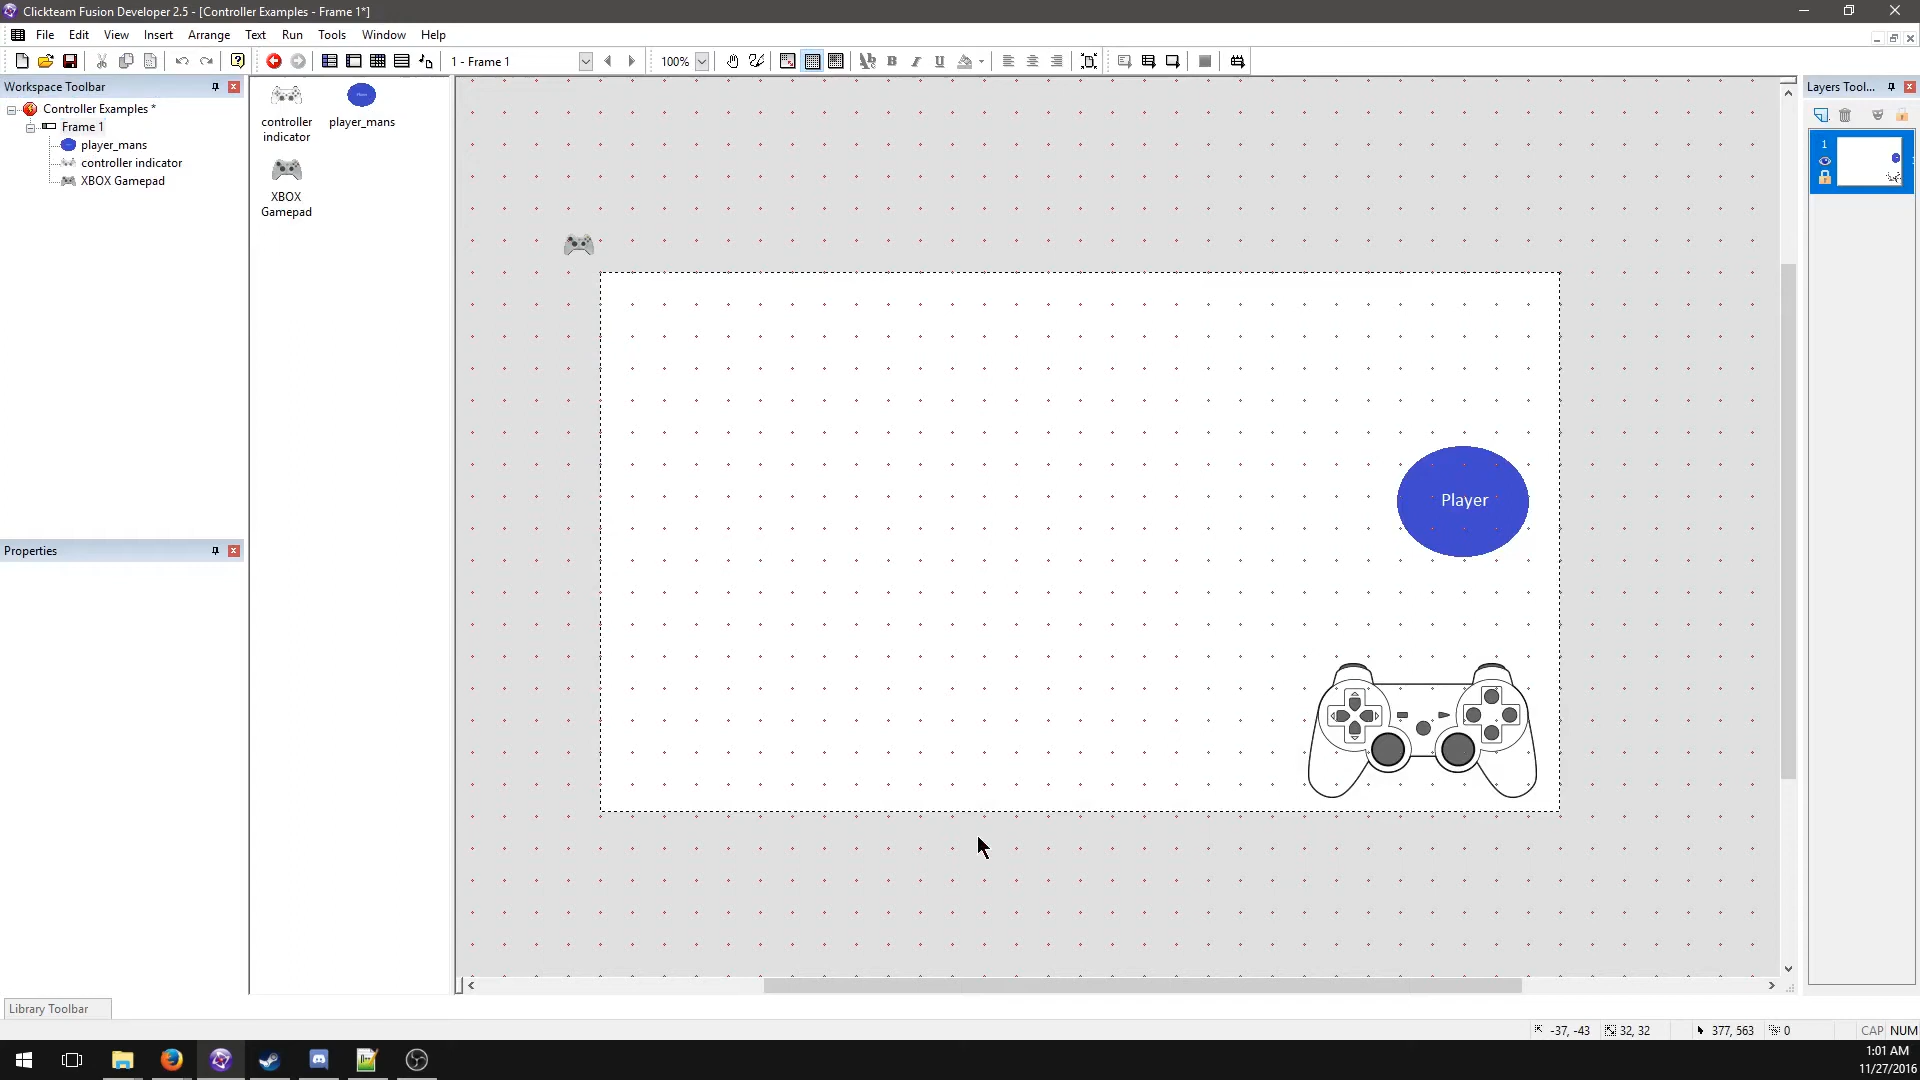 Clickteam Fusion Developer 2.5 - [Controller Examples - Frame 1*]
File Edit View Insert Arrange Text Run Tools Window Help
1 - Frame 1
100%
B I U
Workspace Toolbar
Controller Examples *
Frame 1
player_mans
controller indicator
XBOX Gamepad
controller
indicator
player_mans
XBOX
Gamepad
Player
Layers Tool...
1
Properties
Library Toolbar
-37, -43
32, 32
377, 563
0
CAP NUM
1:01 AM
11/27/2016